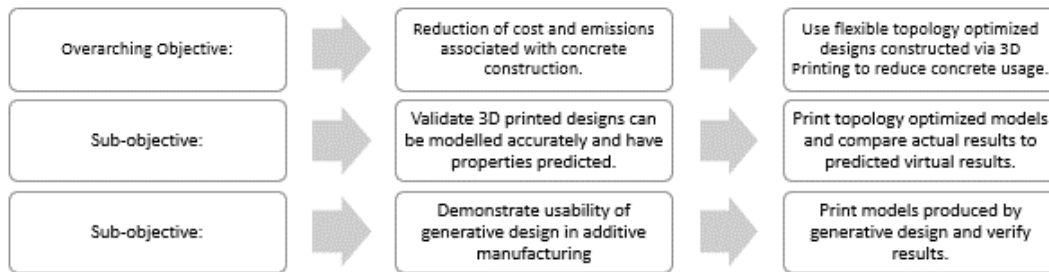 Overarching Objective:
Reduction of cost and emissions
associated with concrete
construction.
Use flexible topology optimized
designs constructed via 3D
Printing to reduce concrete usage.
Sub-objective:
Validate 3D printed designs can
be modelled accurately and have
properties predicted.
Print topology optimized models
and compare actual results to
predicted virtual results.
Sub-objective:
Demonstrate usability of
generative design in additive
manufacturing
Print models produced by
generative design and verify
results.